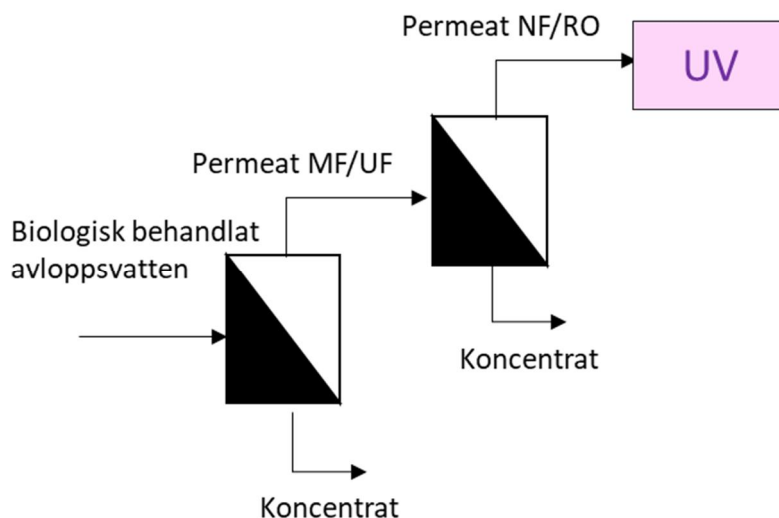 Permeat NF/RO
UV
Permeat MF/UF
Biologisk behandlat
avloppsvatten
Koncentrat
Koncentrat